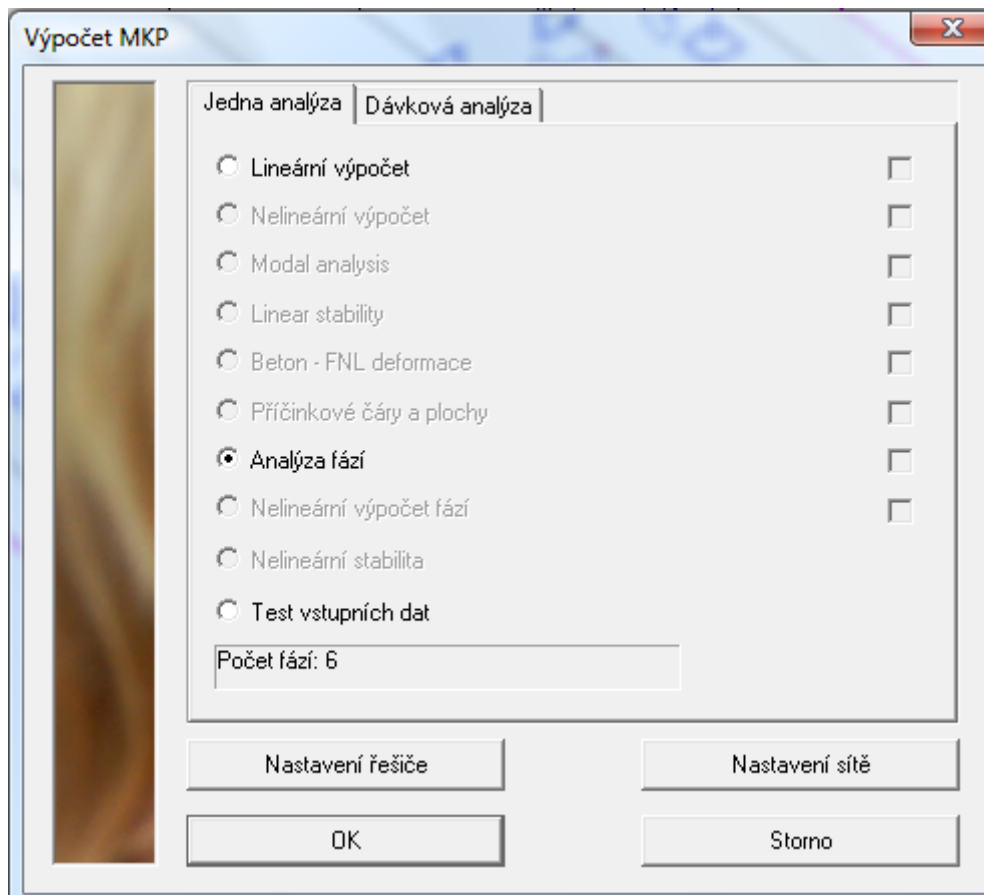 Výpočet MKP
Jedna analýza
Dávková analýza
Lineární výpočet
Nelineární výpočet
Modal analysis
Linear stability
Beton - FNL deformace
Příčinkové čáry a plochy
Analýza fází
Nelineární výpočet fází
Nelineární stabilita
Test vstupních dat
Počet fází: 6
Nastavení řešiče
Nastavení sítě
OK
Storno